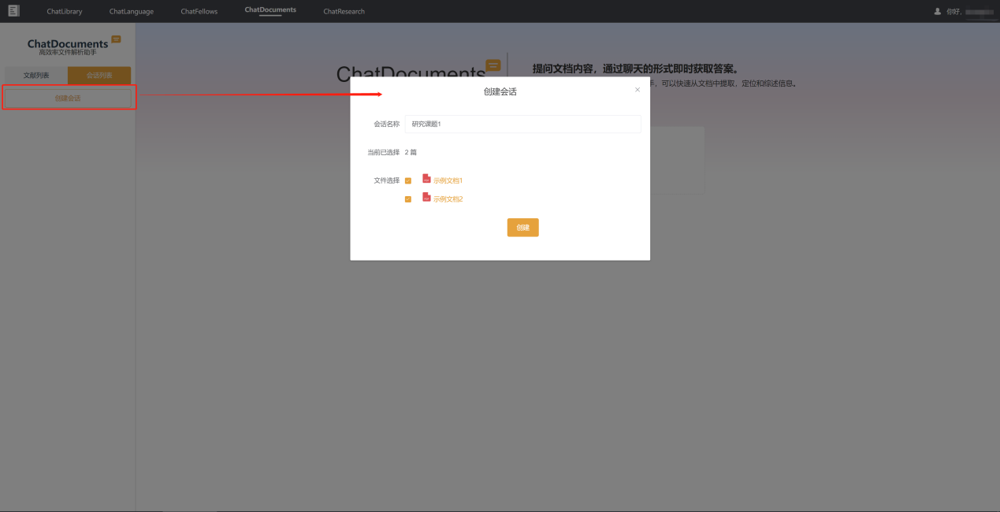 ChatLibrary
ChatLanguage
ChatFellows
ChatDocuments
ChatResearch
你好,
ChatDocuments
高效率文件解析助手
文献列表
会话列表
创建会话
ChatDocuments
提问文档内容，通过聊天的形式即时获取答案。
手，可以快速从文档中提取，定位和综述信息。
创建会话
会话名称 研究课题1
当前已选择 2 篇
文件选择 示例文档1
示例文档2
创建